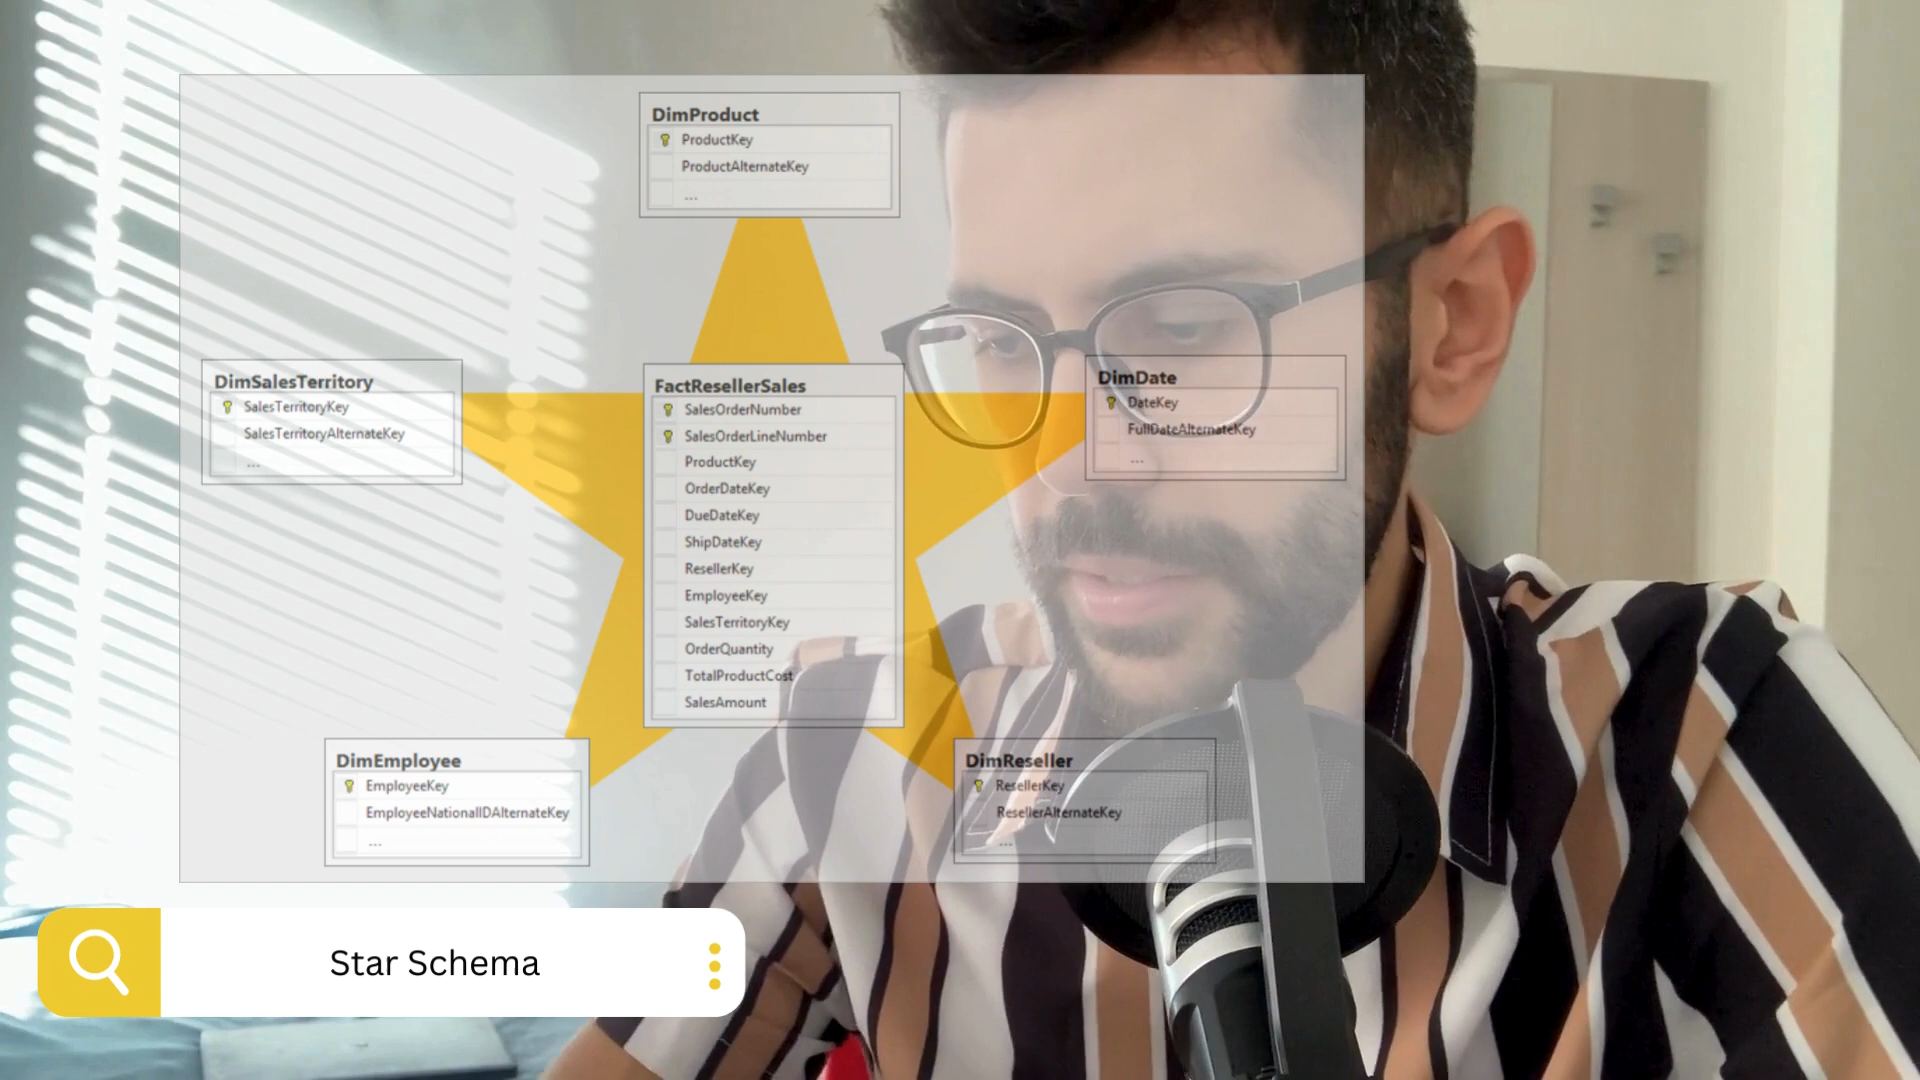 DimProduct
ProductKey
ProductAlternateKey
...
DimSalesTerritory
SalesTerritoryKey
SalesTerritoryAlternateKey
...
FactResellerSales
SalesOrderNumber
SalesOrderLineNumber
ProductKey
OrderDateKey
DueDateKey
ShipDateKey
ResellerKey
EmployeeKey
SalesTerritoryKey
OrderQuantity
TotalProductCost
SalesAmount
DimDate
DateKey
FullDateAlternateKey
...
DimEmployee
EmployeeKey
EmployeeNationalIDAlternateKey
...
DimReseller
ResellerKey
ResellerAlternateKey
...
Star Schema